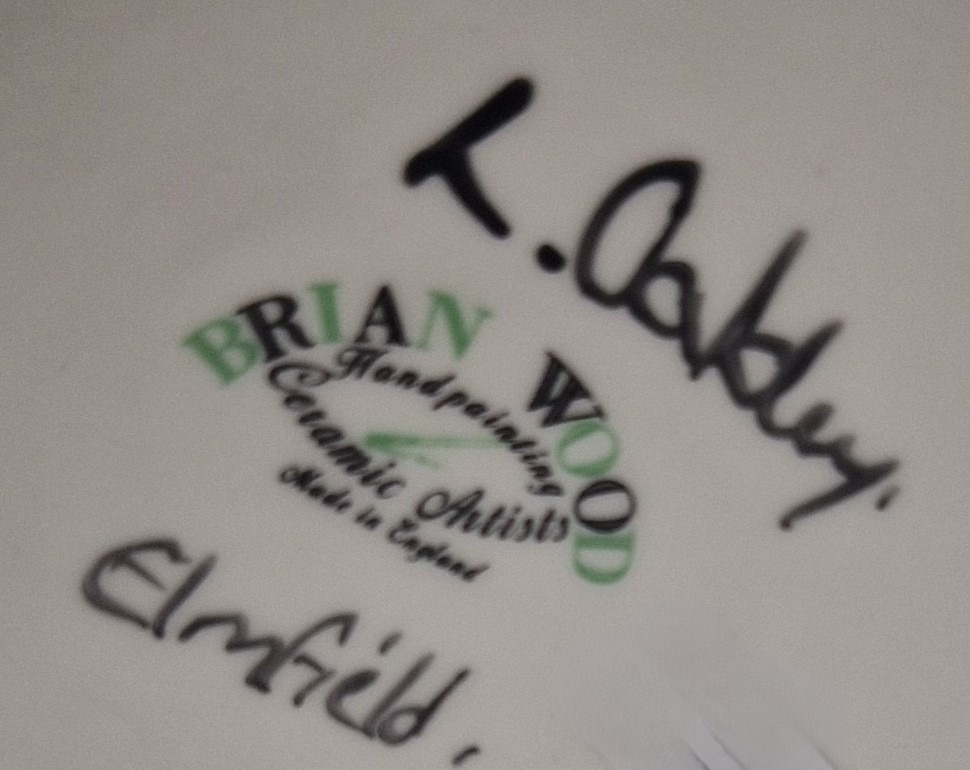 T. Oakley.
BRIAN WOOD
Handpainting
Ceramic Artists
Made in England
Elmfield.